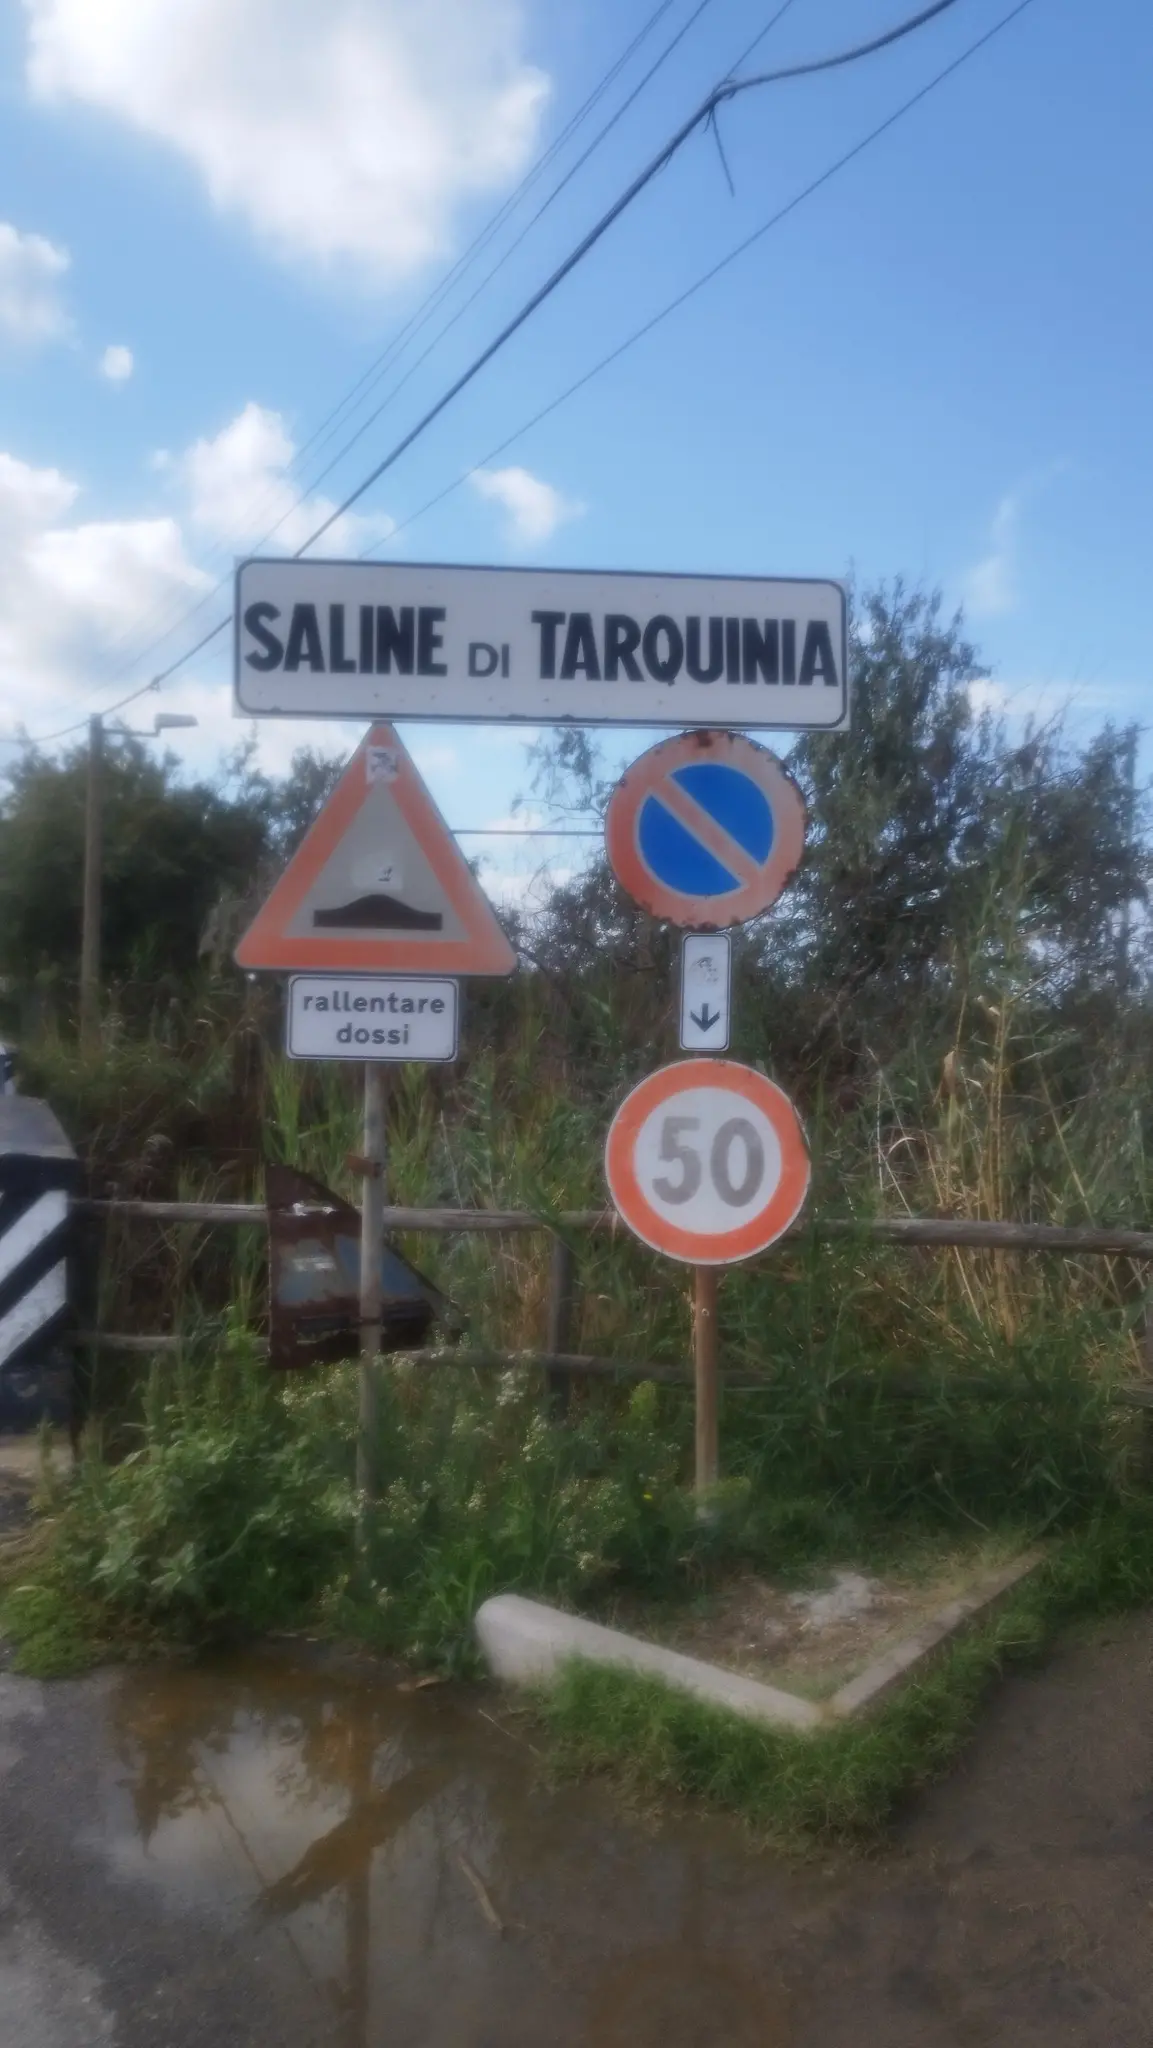 SALINE DI TARQUINIA
rallentare
dossi
50